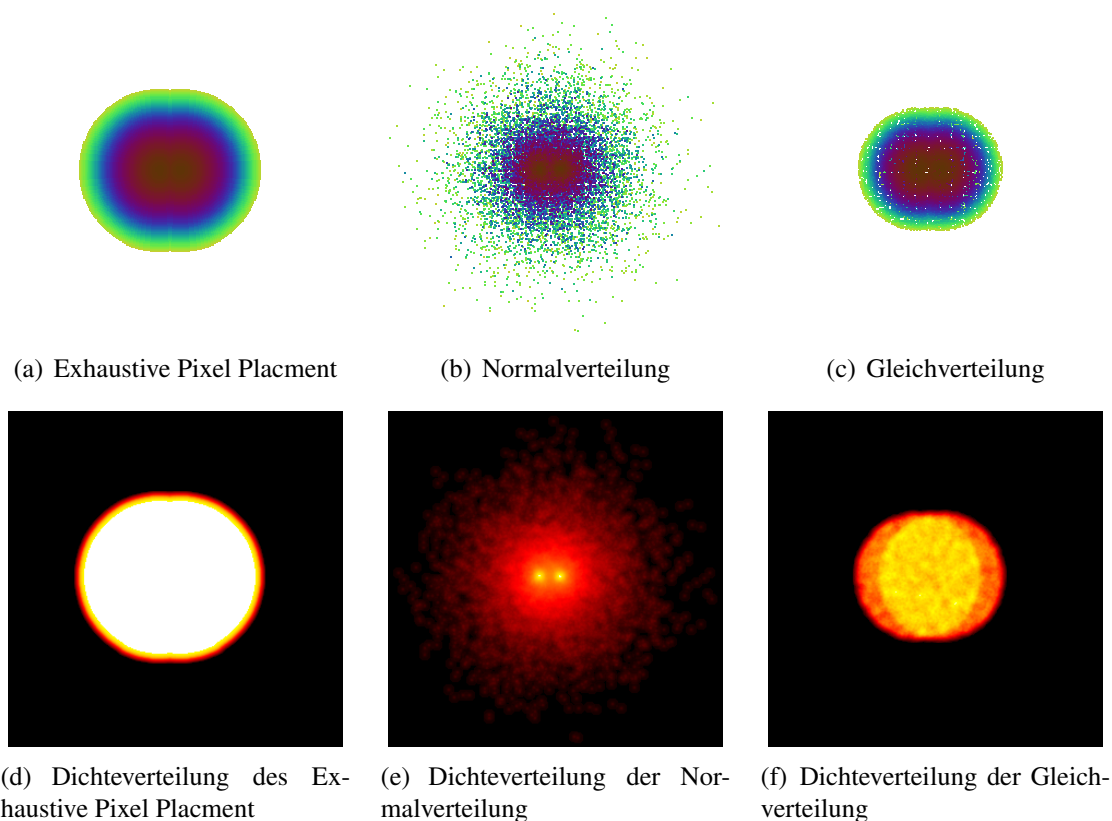 (a) Exhaustive Pixel Placment
(b) Normalverteilung
(c) Gleichverteilung
(d) Dichteverteilung des Ex-
haustive Pixel Placment
(e) Dichteverteilung der Nor-
malverteilung
(f) Dichteverteilung der Gleich-
verteilung